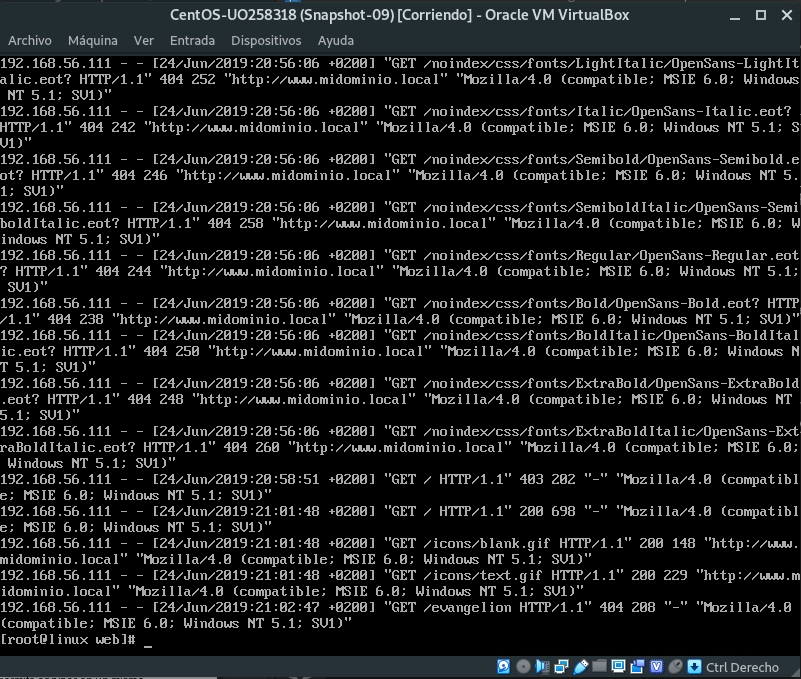 CentOS-UO258318 (Snapshot-09) [Corriendo] - Oracle VM VirtualBox
Archivo Máquina Ver Entrada Dispositivos Ayuda
192.168.56.111 - - [24/Jun/2019:20:56:06 +0200] "GET /noindex/css/fonts/LightItalic/OpenSans-LightIt
alic.eot? HTTP/1.1" 404 252 "http://www.midominio.local" "Mozilla/4.0 (compatible; MSIE 6.0; Windows
 NT 5.1; SV1)"
192.168.56.111 - - [24/Jun/2019:20:56:06 +0200] "GET /noindex/css/fonts/Italic/OpenSans-Italic.eot? 
HTTP/1.1" 404 242 "http://www.midominio.local" "Mozilla/4.0 (compatible; MSIE 6.0; Windows NT 5.1; S
V1)"
192.168.56.111 - - [24/Jun/2019:20:56:06 +0200] "GET /noindex/css/fonts/Semibold/OpenSans-Semibold.e
ot? HTTP/1.1" 404 246 "http://www.midominio.local" "Mozilla/4.0 (compatible; MSIE 6.0; Windows NT 5.
1; SV1)"
192.168.56.111 - - [24/Jun/2019:20:56:06 +0200] "GET /noindex/css/fonts/SemiboldItalic/OpenSans-Semi
boldItalic.eot? HTTP/1.1" 404 258 "http://www.midominio.local" "Mozilla/4.0 (compatible; MSIE 6.0; W
indows NT 5.1; SV1)"
192.168.56.111 - - [24/Jun/2019:20:56:06 +0200] "GET /noindex/css/fonts/Regular/OpenSans-Regular.eot
? HTTP/1.1" 404 244 "http://www.midominio.local" "Mozilla/4.0 (compatible; MSIE 6.0; Windows NT 5.1;
 SV1)"
192.168.56.111 - - [24/Jun/2019:20:56:06 +0200] "GET /noindex/css/fonts/Bold/OpenSans-Bold.eot? HTTP
/1.1" 404 238 "http://www.midominio.local" "Mozilla/4.0 (compatible; MSIE 6.0; Windows NT 5.1; SV1)"
192.168.56.111 - - [24/Jun/2019:20:56:06 +0200] "GET /noindex/css/fonts/BoldItalic/OpenSans-BoldItal
ic.eot? HTTP/1.1" 404 250 "http://www.midominio.local" "Mozilla/4.0 (compatible; MSIE 6.0; Windows N
T 5.1; SV1)"
192.168.56.111 - - [24/Jun/2019:20:56:06 +0200] "GET /noindex/css/fonts/ExtraBold/OpenSans-ExtraBold
.eot? HTTP/1.1" 404 248 "http://www.midominio.local" "Mozilla/4.0 (compatible; MSIE 6.0; Windows NT 
5.1; SV1)"
192.168.56.111 - - [24/Jun/2019:20:56:06 +0200] "GET /noindex/css/fonts/ExtraBoldItalic/OpenSans-Ext
raBoldItalic.eot? HTTP/1.1" 404 260 "http://www.midominio.local" "Mozilla/4.0 (compatible; MSIE 6.0;
 Windows NT 5.1; SV1)"
192.168.56.111 - - [24/Jun/2019:20:58:51 +0200] "GET / HTTP/1.1" 403 202 "-" "Mozilla/4.0 (compatibl
e; MSIE 6.0; Windows NT 5.1; SV1)"
192.168.56.111 - - [24/Jun/2019:21:01:48 +0200] "GET / HTTP/1.1" 200 698 "-" "Mozilla/4.0 (compatibl
e; MSIE 6.0; Windows NT 5.1; SV1)"
192.168.56.111 - - [24/Jun/2019:21:01:48 +0200] "GET /icons/blank.gif HTTP/1.1" 200 148 "http://www.
midominio.local" "Mozilla/4.0 (compatible; MSIE 6.0; Windows NT 5.1; SV1)"
192.168.56.111 - - [24/Jun/2019:21:01:48 +0200] "GET /icons/text.gif HTTP/1.1" 200 229 "http://www.m
idominio.local" "Mozilla/4.0 (compatible; MSIE 6.0; Windows NT 5.1; SV1)"
192.168.56.111 - - [24/Jun/2019:21:02:47 +0200] "GET /evangelion HTTP/1.1" 404 208 "-" "Mozilla/4.0 
(compatible; MSIE 6.0; Windows NT 5.1; SV1)"
[root@linux web]# _
Ctrl Derecho